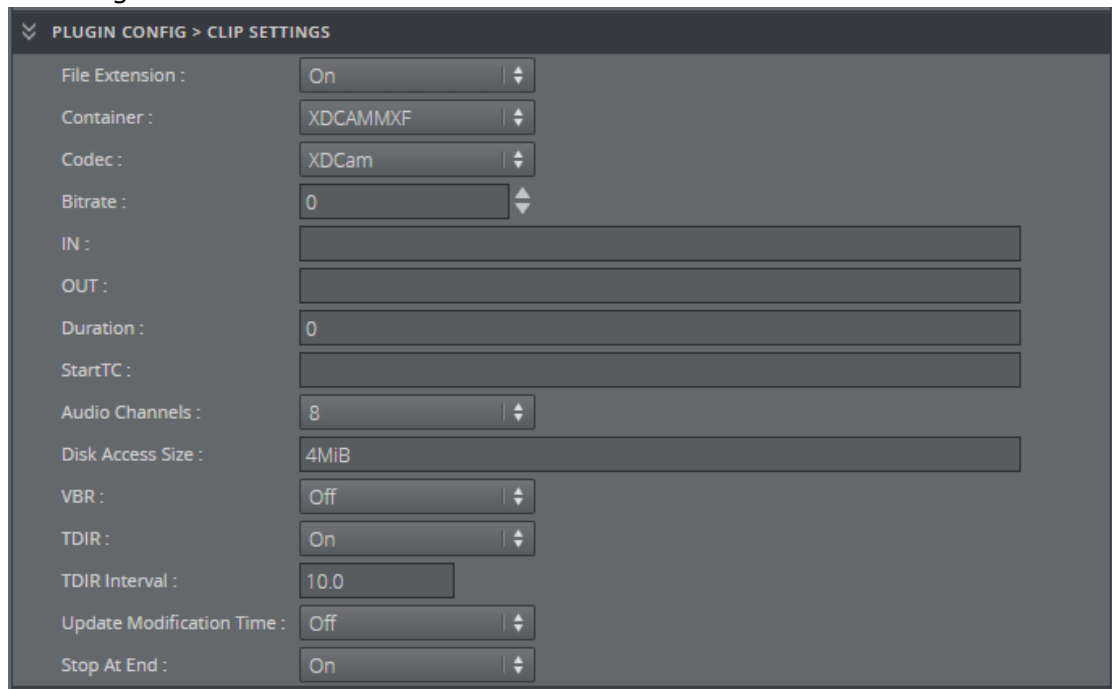 PLUGIN CONFIG > CLIP SETTINGS
File Extension : On
Container : XDCAMMXF
Codec : XDCam
Bitrate : 0
IN :
OUT :
Duration : 0
StartTC :
Audio Channels : 8
Disk Access Size : 4MiB
VBR : Off
TDIR : On
TDIR Interval : 10.0
Update Modification Time : Off
Stop At End : On